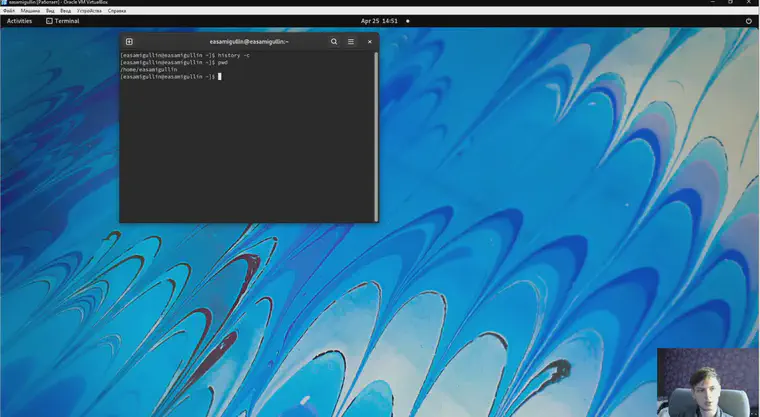 easamigullin [Работает] - Oracle VM VirtualBox
Файл Машина Вид Ввод Устройства Справка
Activities Terminal Apr 25 14:51
easamigullin@easamigullin:~
[easamigullin@easamigullin ~]$ history -c
[easamigullin@easamigullin ~]$ pwd
/home/easamigullin
[easamigullin@easamigullin ~]$